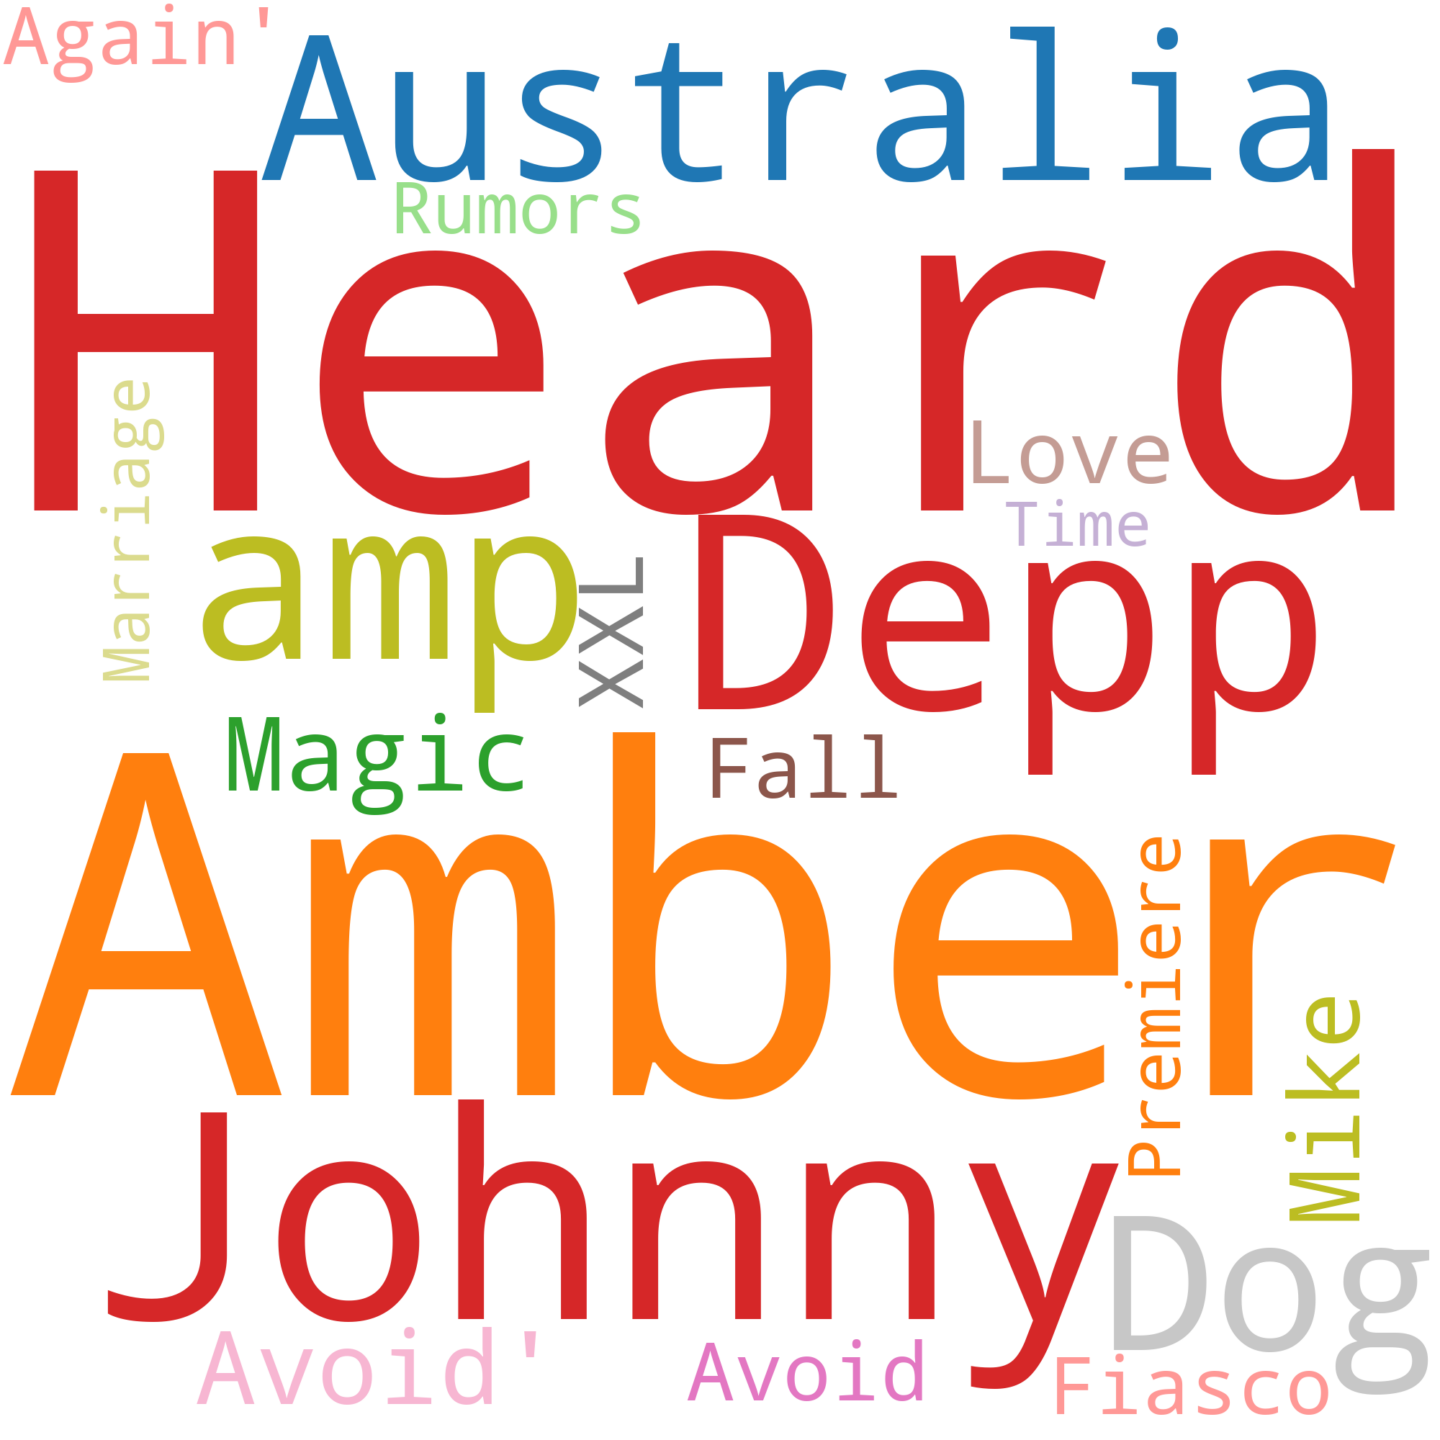 Again'
Australia
Rumors
Heard
Marriage
Love
Time
amp
XXL
Depp
Magic
Fall
Amber
Premiere
Mike
Johnny
Dog
Avoid'
Avoid
Fiasco